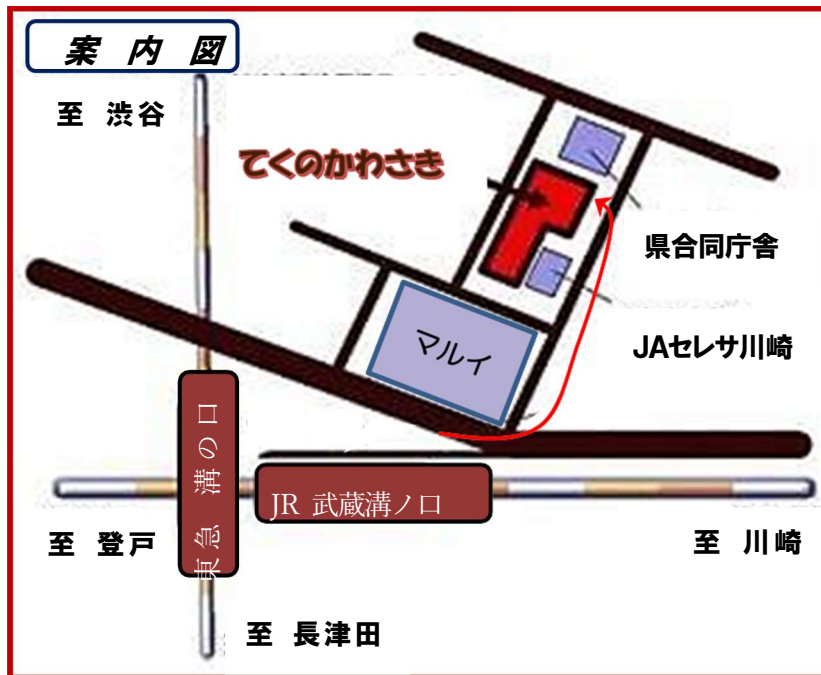 案 内 図
至 渋谷
てくのかわさき
県合同庁舎
JAセレサ川崎
マルイ
東急 溝の口
JR 武蔵溝ノ口
至 登戸
至 川崎
至 長津田